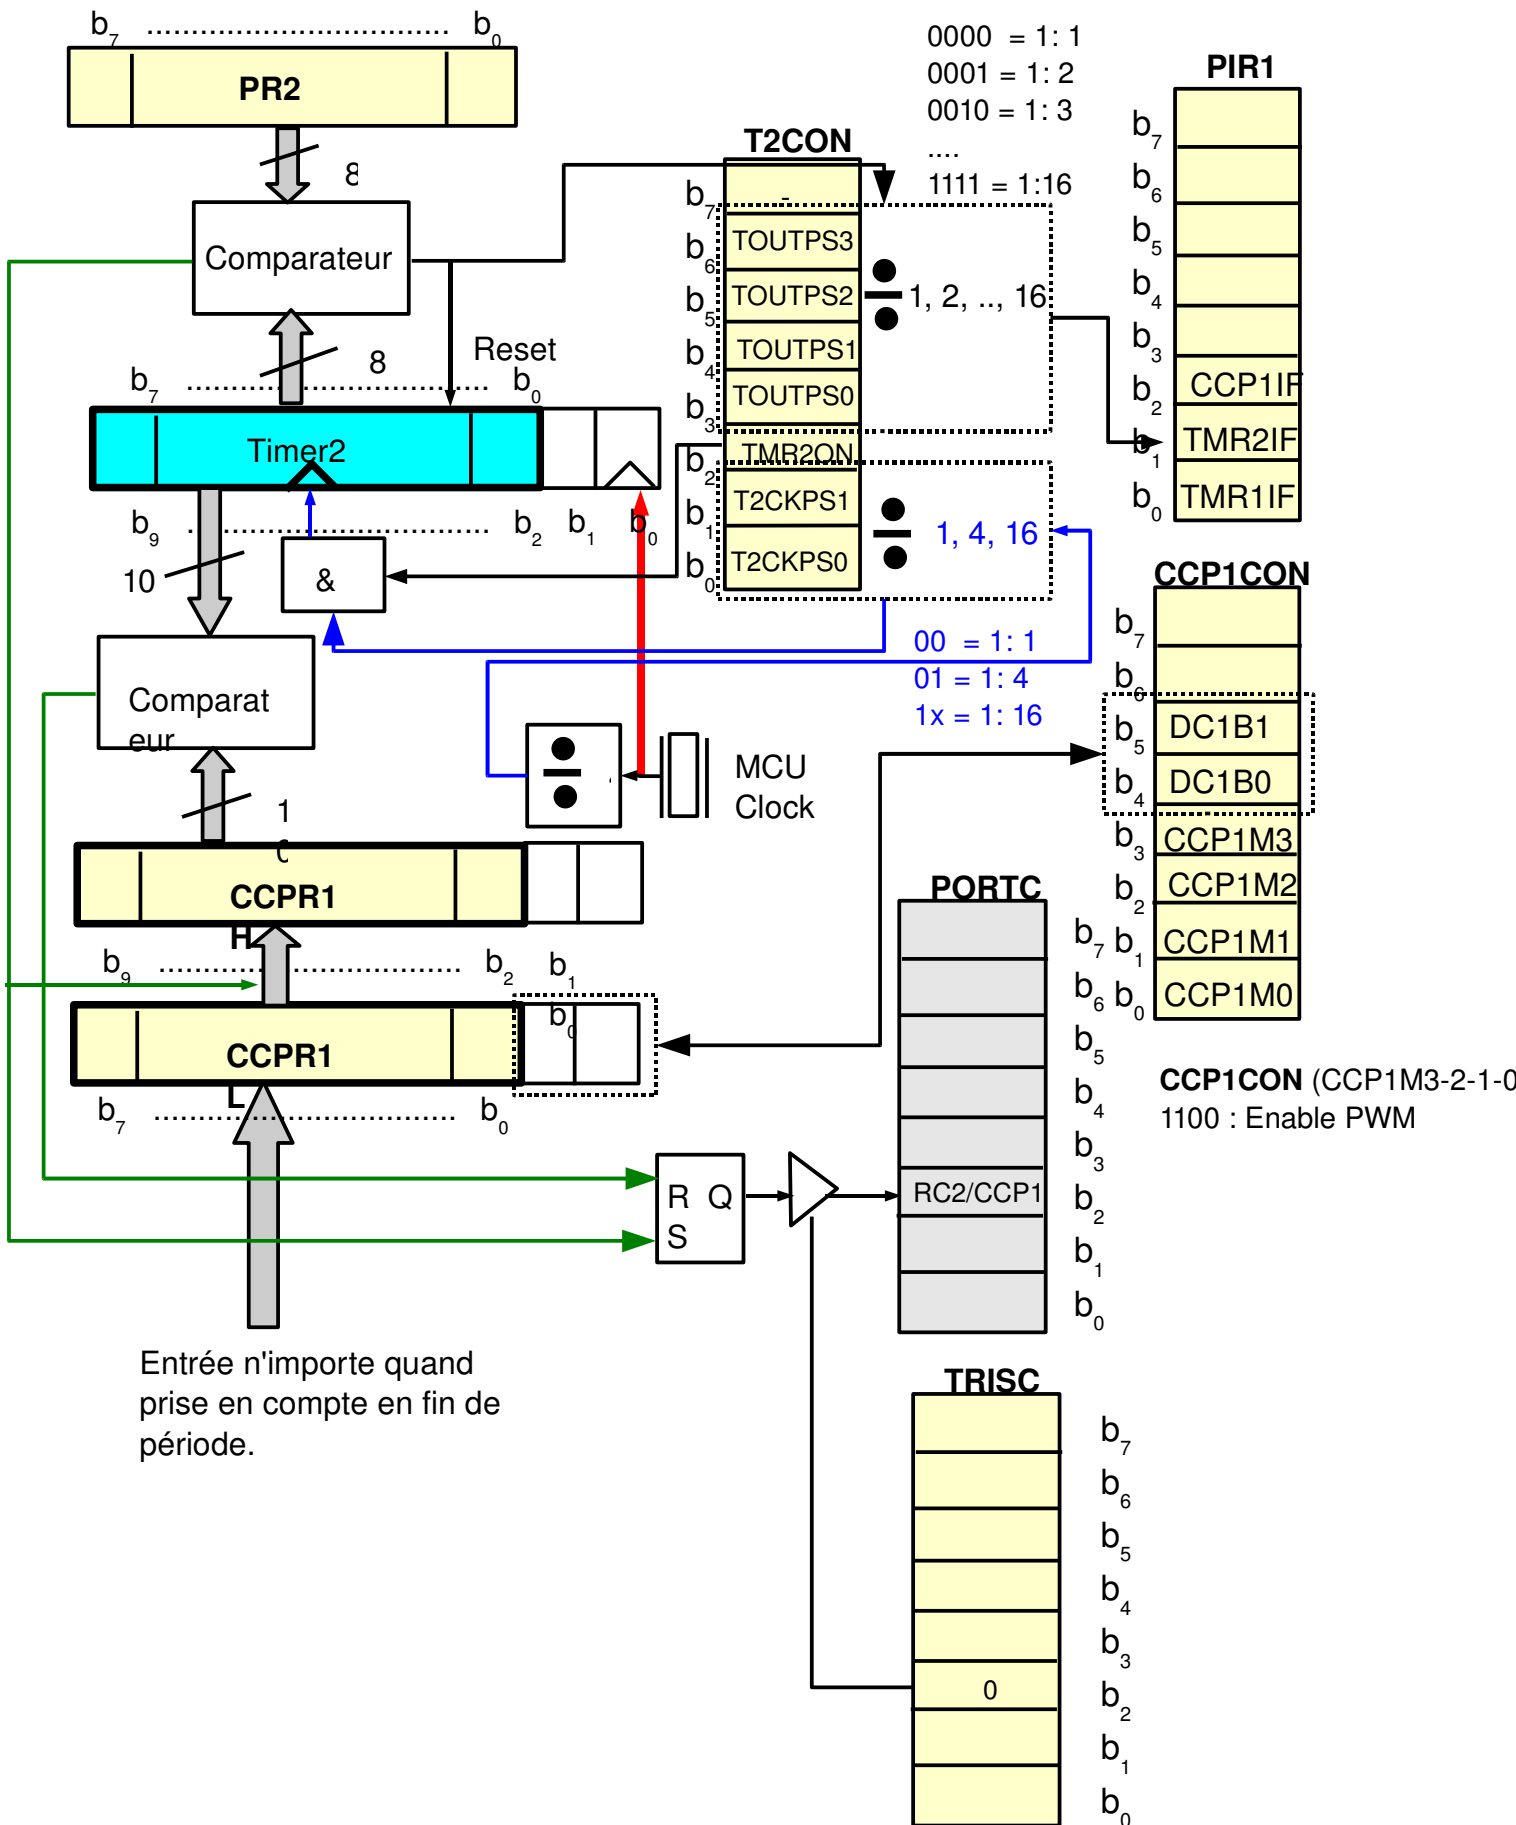 b7 ................................. b0
PR2
8
Comparateur
8
Reset
b7 ................................. b0
Timer2
b9 ................................. b2 b1 b0
10
&
Comparat
eur
1
MCU
Clock
CCPR1
H
b9 ................................. b2 b1
b0
CCPR1
L
b7 ................................. b0
Entrée n'importe quand
prise en compte en fin de
période.
R Q
S
0000 = 1: 1
0001 = 1: 2
0010 = 1: 3
....
1111 = 1:16
T2CON
b7 -
b6 TOUTPS3
b5 TOUTPS2
b4 TOUTPS1
b3 TOUTPS0
b2 TMR2ON
b1 T2CKPS1
b0 T2CKPS0
1, 2, .., 16
1, 4, 16
00 = 1: 1
01 = 1: 4
1x = 1: 16
PIR1
b7
b6
b5
b4
b3
b2 CCP1IF
b1 TMR2IF
b0 TMR1IF
CCP1CON
b7
b6
b5 DC1B1
b4 DC1B0
b3 CCP1M3
b2 CCP1M2
b1 CCP1M1
b0 CCP1M0
CCP1CON (CCP1M3-2-1-0
1100 : Enable PWM
PORTC
b7
b6
b5
b4
b3
RC2/CCP1 b2
b1
b0
TRISC
b7
b6
b5
b4
b3
0 b2
b1
b0